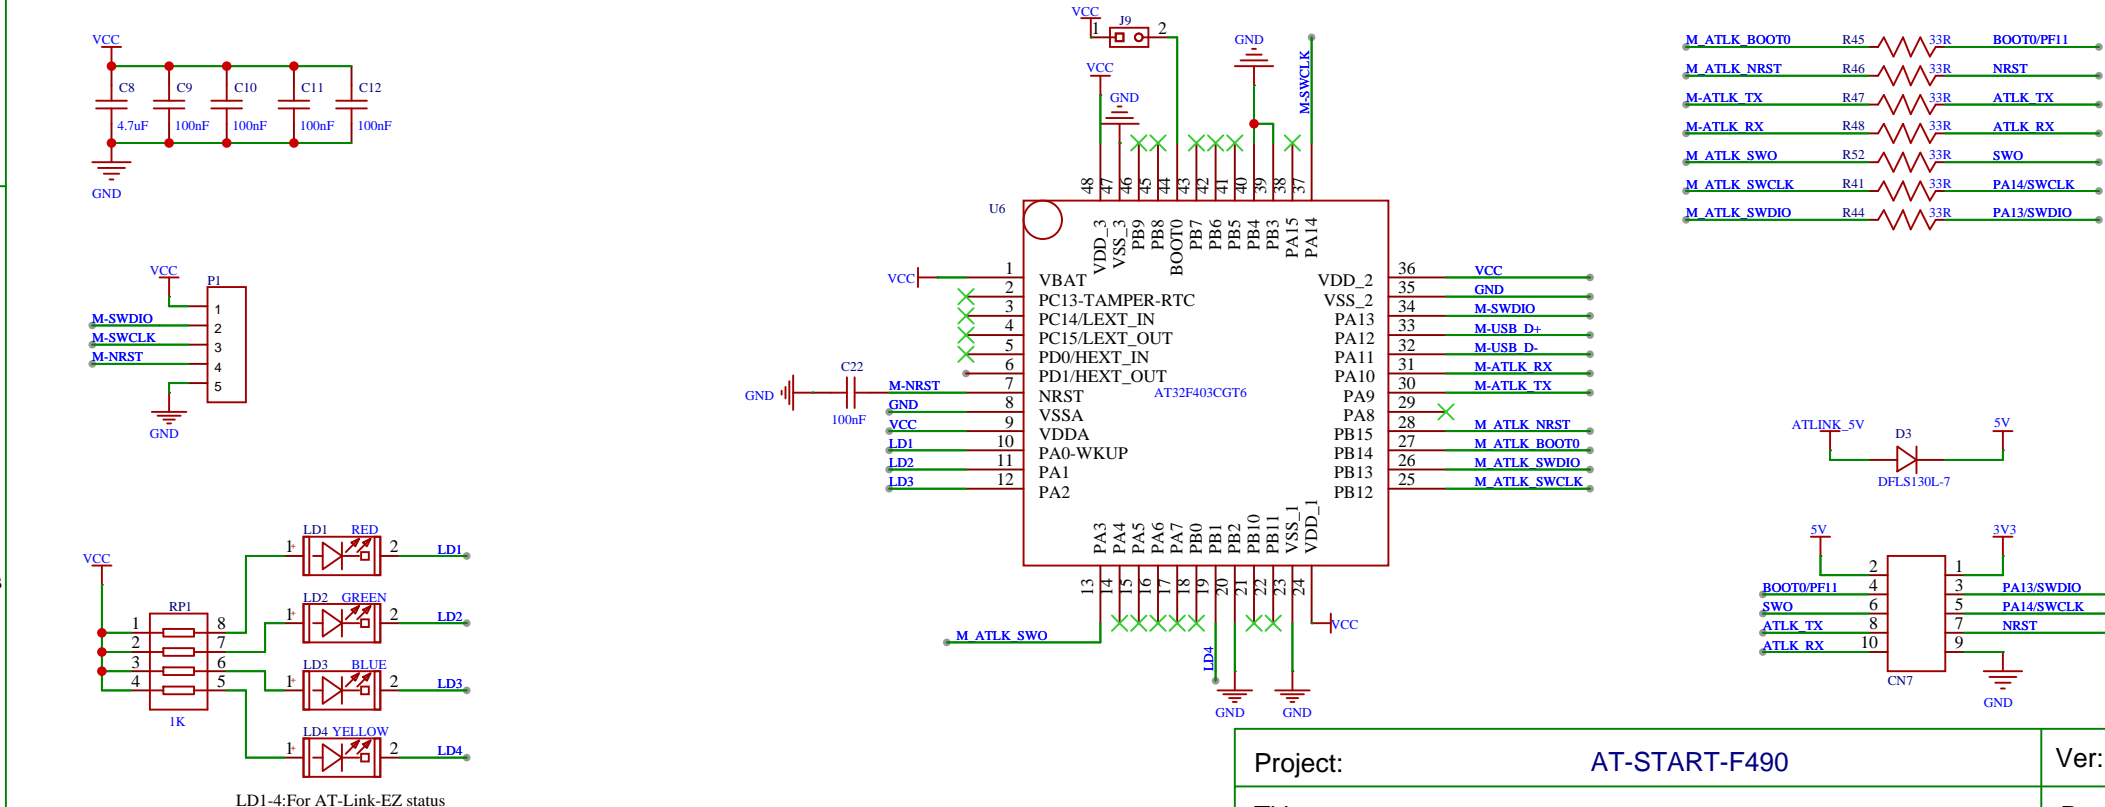 VCC
C8
C9
C10
C11
C12
4.7uF
100nF
100nF
100nF
100nF
GND
VCC
P1
M-SWDIO
M-SWCLK
M-NRST
1
2
3
4
5
GND
VCC
RP1
1
2
3
4
8
7
6
5
1K
LD1 RED
1+ 2 LD1
LD2 GREEN
1+ 2 LD2
LD3 BLUE
1+ 2 LD3
LD4 YELLOW
1+ 2 LD4
LD1-4:For AT-Link-EZ status
VCC
J9
1 2
VCC
GND
GND
M-SWCLK
48 47 46 45 44 43 42 41 40 39 38 37
U6
VDD_3 VSS_3 PB9 PB8 BOOT0 PB7 PB6 PB5 PB4 PB3 PA15 PA14
VCC 1 VBAT
2 PC13-TAMPER-RTC
3 PC14/LEXT_IN
4 PC15/LEXT_OUT
5 PD0/HEXT_IN
6 PD1/HEXT_OUT
GND C22 100nF M-NRST 7 NRST
GND 8 VSSA
VCC 9 VDDA
LD1 10 PA0-WKUP
LD2 11 PA1
LD3 12 PA2
AT32F403CGT6
VDD_2 36 VCC
VSS_2 35 GND
PA13 34 M-SWDIO
PA12 33 M-USB_D+
PA11 32 M-USB_D-
PA10 31 M-ATLK_RX
PA9 30 M-ATLK_TX
PA8 29
PB15 28 M_ATLK_NRST
PB14 27 M_ATLK_BOOT0
PB13 26 M_ATLK_SWDIO
PB12 25 M_ATLK_SWCLK
PA3 PA4 PA5 PA6 PA7 PB0 PB1 PB2 PB10 PB11 VSS_1 VDD_1
13 14 15 16 17 18 19 20 21 22 23 24
M_ATLK_SWO
LD4
VCC
GND
GND
M_ATLK_BOOT0 R45 33R BOOT0/PF11
M_ATLK_NRST R46 33R NRST
M-ATLK_TX R47 33R ATLK_TX
M-ATLK_RX R48 33R ATLK_RX
M_ATLK_SWO R52 33R SWO
M_ATLK_SWCLK R41 33R PA14/SWCLK
M_ATLK_SWDIO R44 33R PA13/SWDIO
ATLINK_5V D3 5V
DFLS130L-7
5V 3V3
2 1
BOOT0/PF11 4 3 PA13/SWDIO
SWO 6 5 PA14/SWCLK
ATLK_TX 8 7 NRST
ATLK_RX 10 9
CN7
GND
Project: AT-START-F490 Ver: